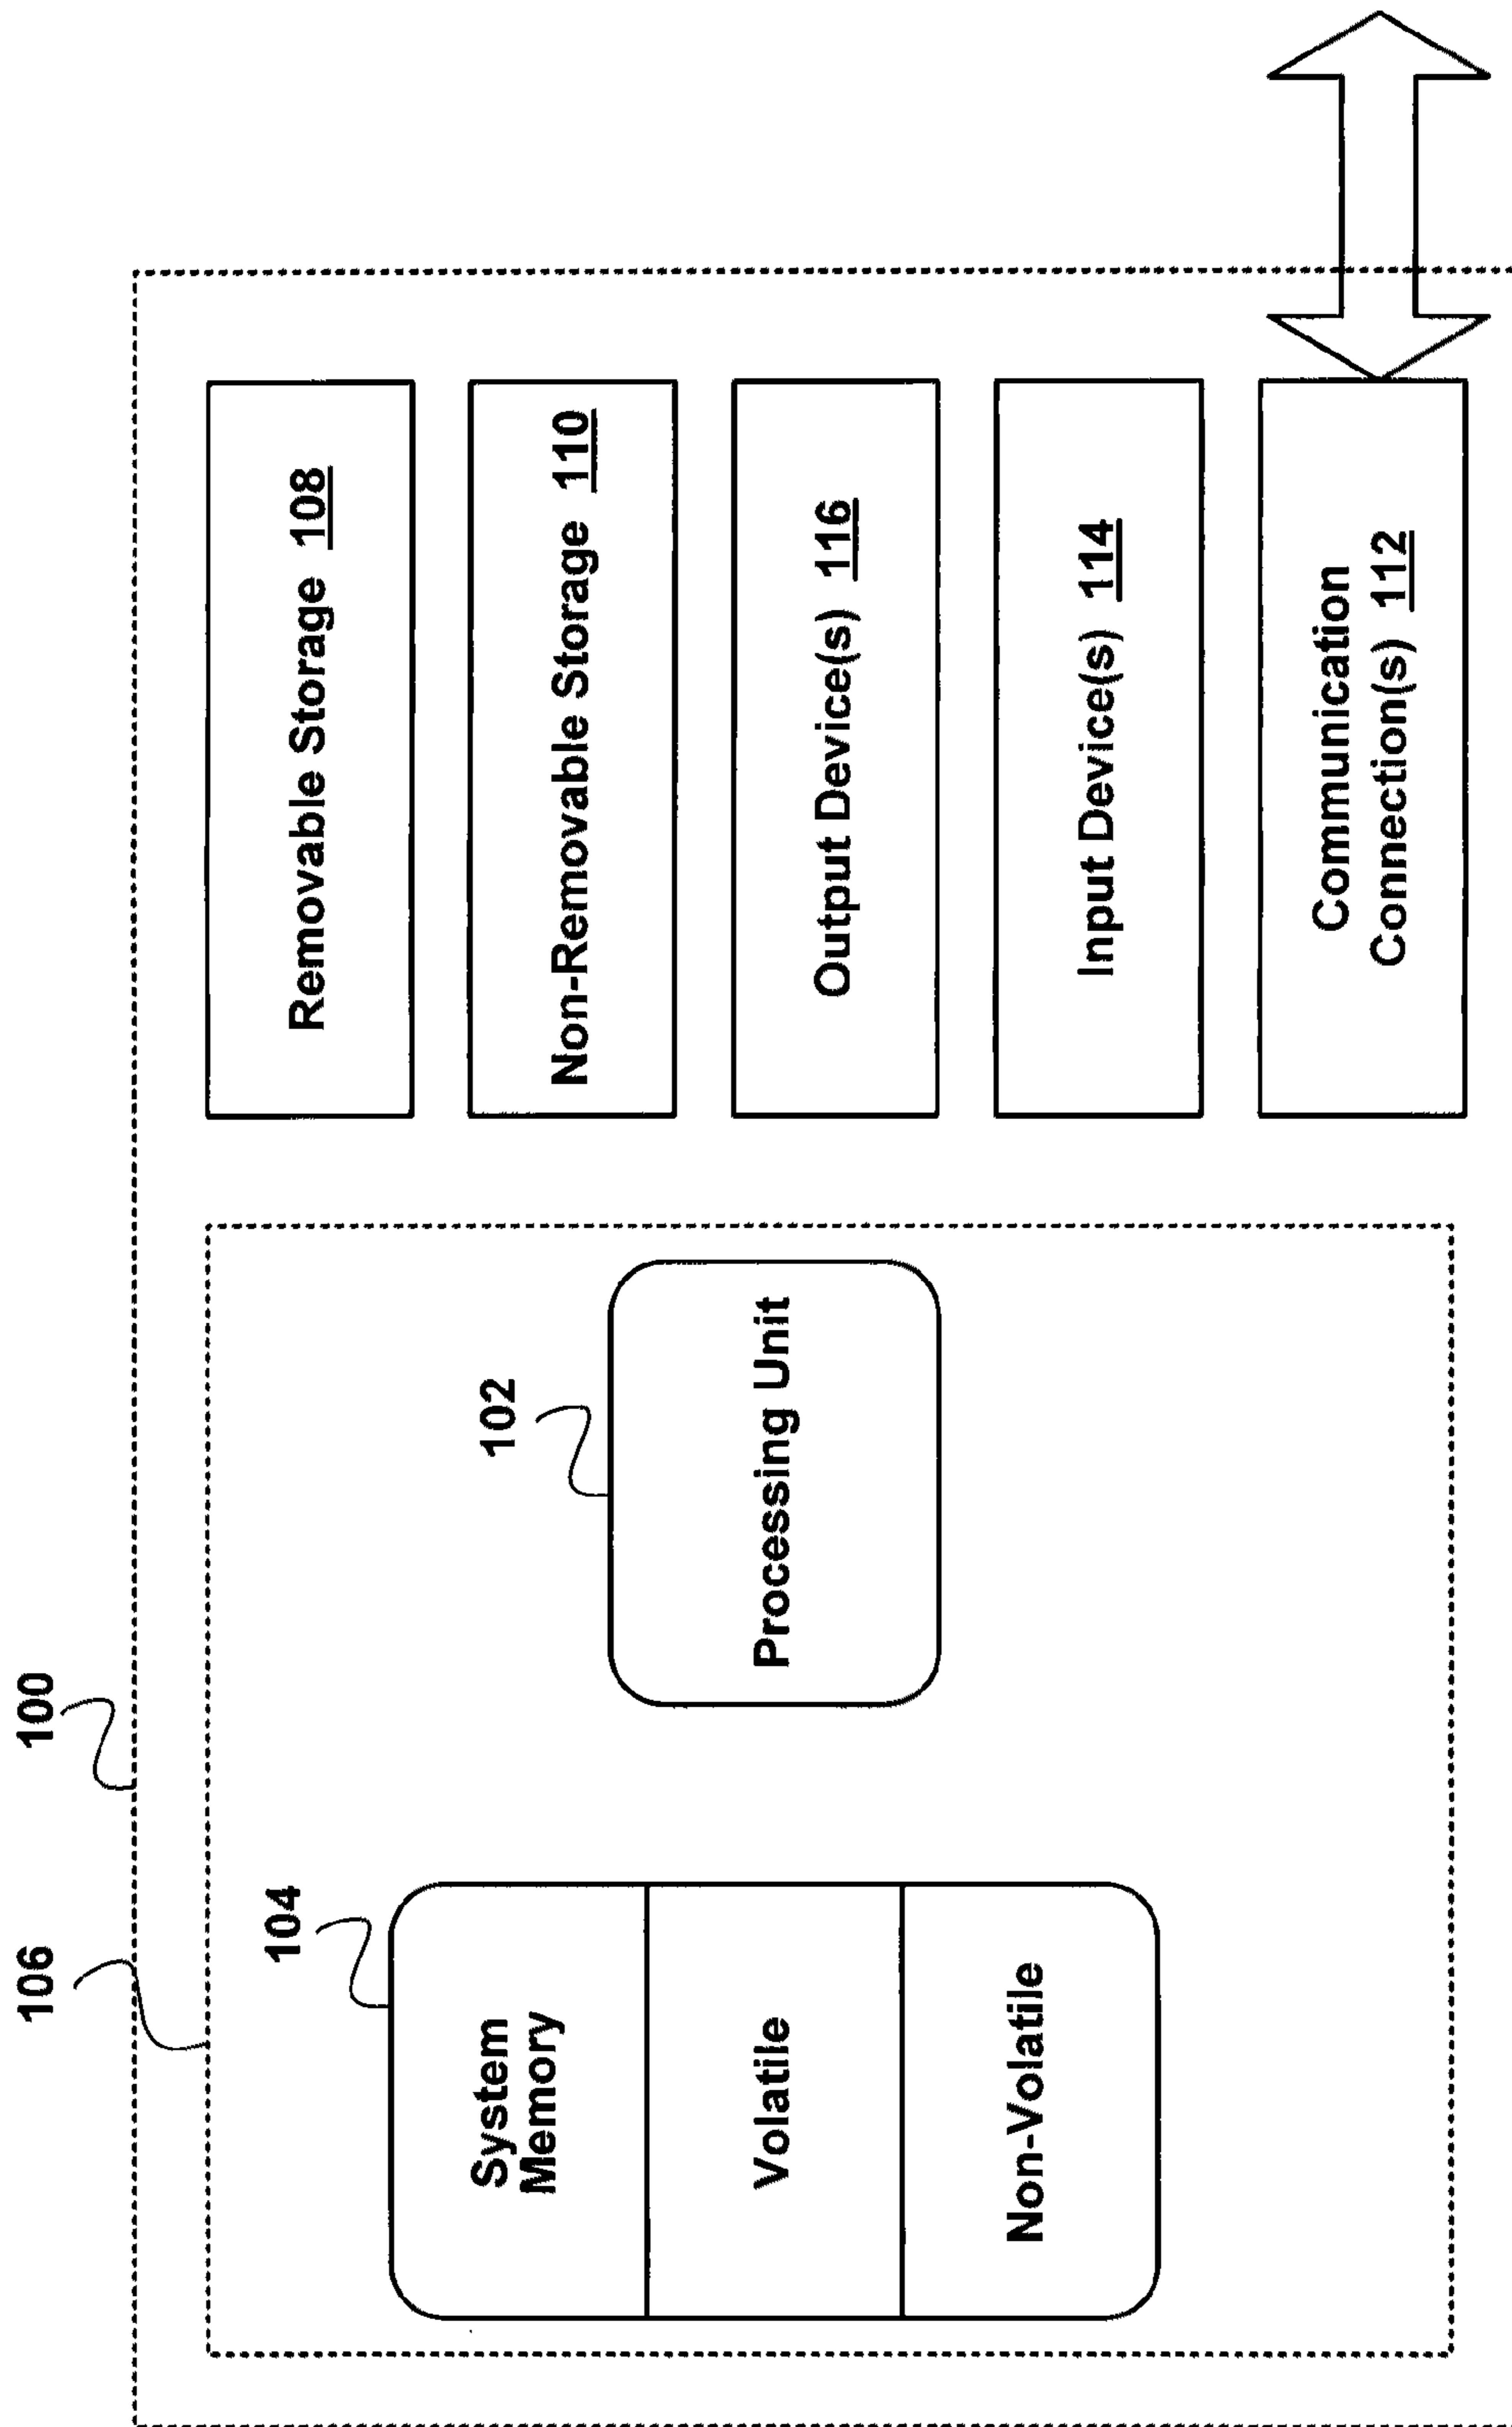 100
106
104
System
Memory
Volatile
Non-Volatile
102
Processing Unit
Removable Storage 108
Non-Removable Storage 110
Output Device(s) 116
Input Device(s) 114
Communication
Connection(s) 112